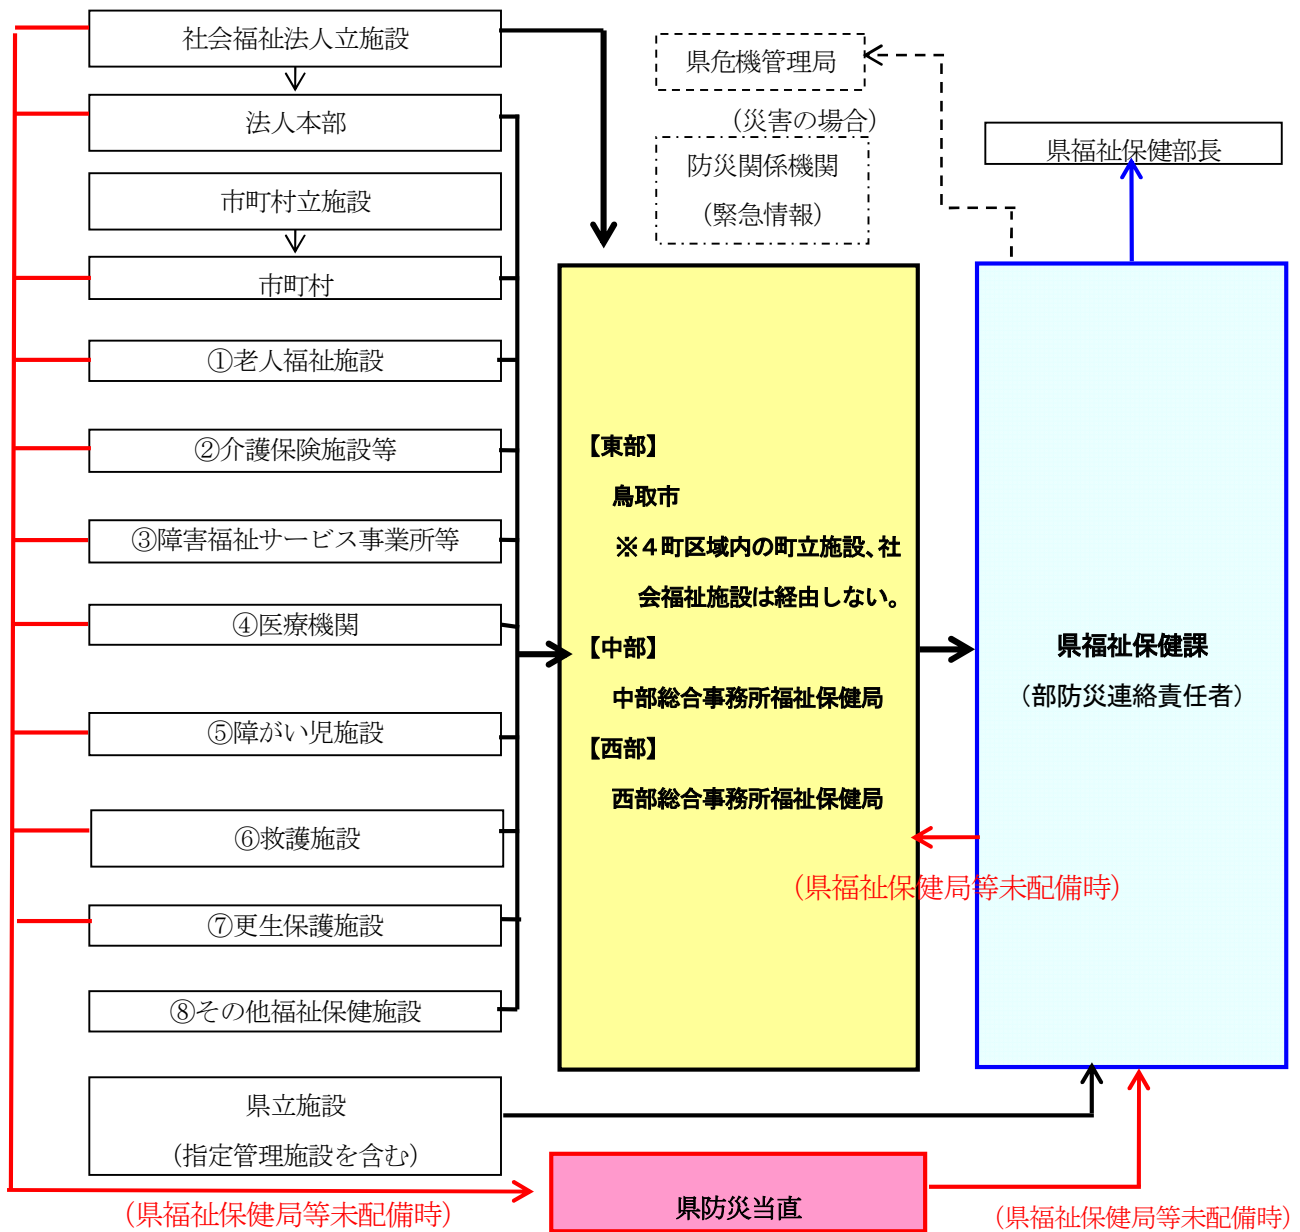 社会福祉法人立施設
法人本部
市町村立施設
市町村
①老人福祉施設
②介護保険施設等
③障害福祉サービス事業所等
④医療機関
⑤障がい児施設
⑥救護施設
⑦更生保護施設
⑧その他福祉保健施設
県立施設
（指定管理施設を含む）
（県福祉保健局等未配備時）
県危機管理局
（災害の場合）
防災関係機関
（緊急情報）
【東部】
鳥取市
※４町区域内の町立施設、社
会福祉施設は経由しない。
【中部】
中部総合事務所福祉保健局
【西部】
西部総合事務所福祉保健局
（県福祉保健局等未配備時）
県防災当直
県福祉保健部長
県福祉保健課
（部防災連絡責任者）
（県福祉保健局等未配備時）